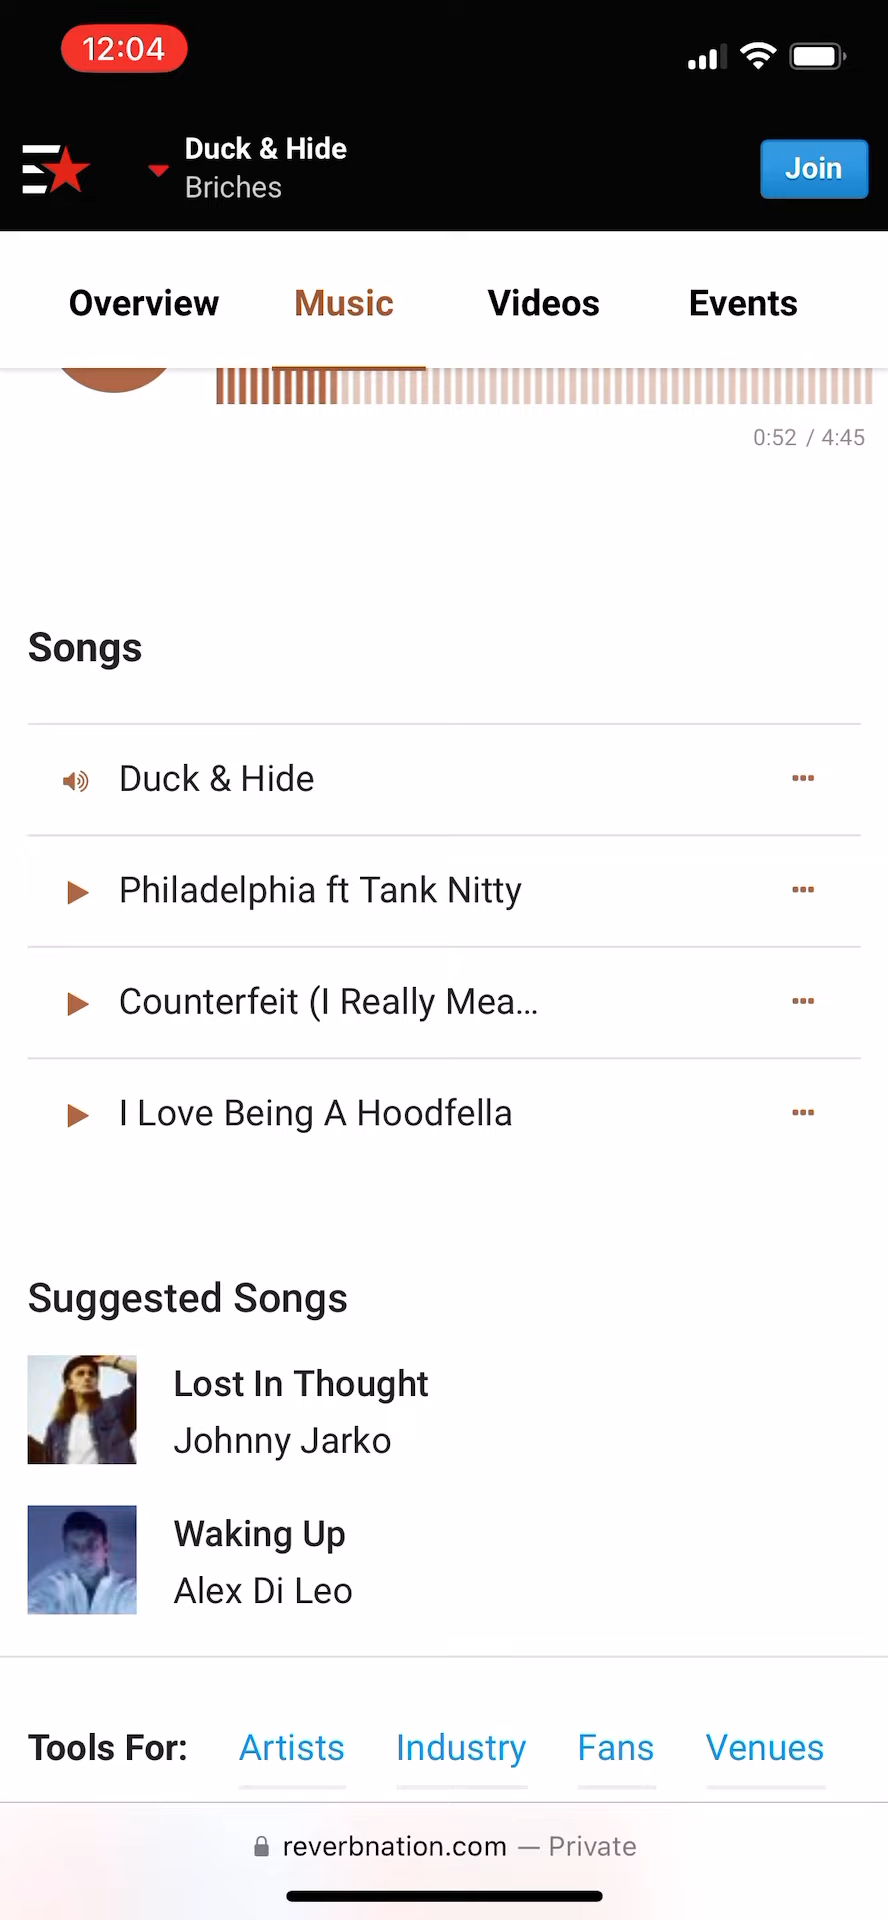 12:04
Duck & Hide
Briches
Join
Overview Music Videos Events
0:52 / 4:45
Songs
Duck & Hide
Philadelphia ft Tank Nitty
Counterfeit (I Really Mea...
I Love Being A Hoodfella
Suggested Songs
Lost In Thought
Johnny Jarko
Waking Up
Alex Di Leo
Tools For: Artists Industry Fans Venues
reverbnation.com — Private